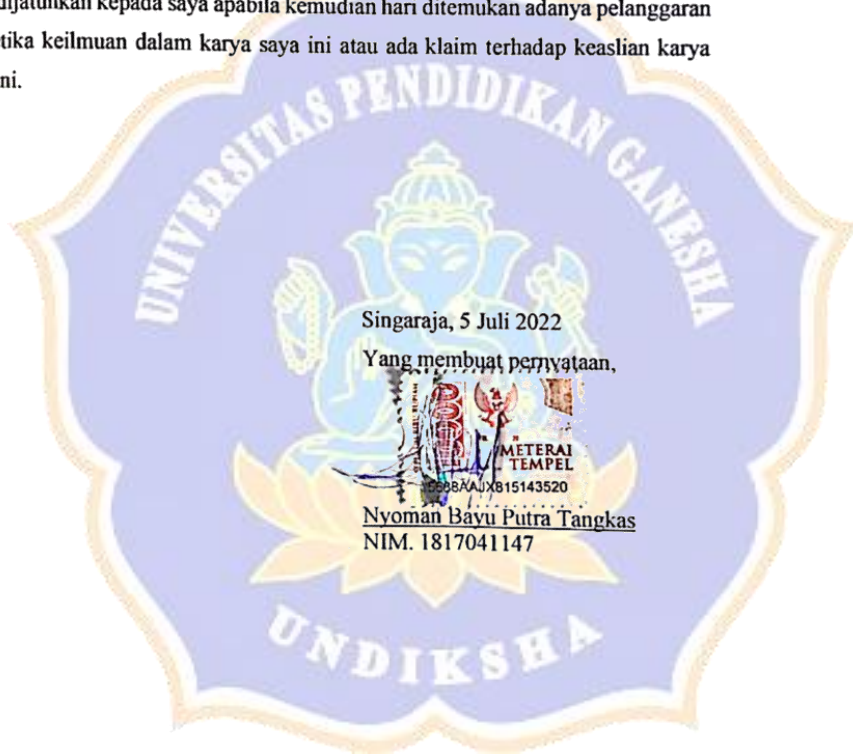 dijatuhkan kepada saya apabila kemudian hari ditemukan adanya pelanggaran
etika keilmuan dalam karya saya ini atau ada klaim terhadap keaslian karya
ini.
UNIVERSITAS PENDIDIKAN GANESHA
Singaraja, 5 Juli 2022
Yang membuat pernyataan,
METERAI
TEMPEL
AAJX815143520
Nyoman Bayu Putra Tangkas
NIM. 1817041147
UNDIKSHA